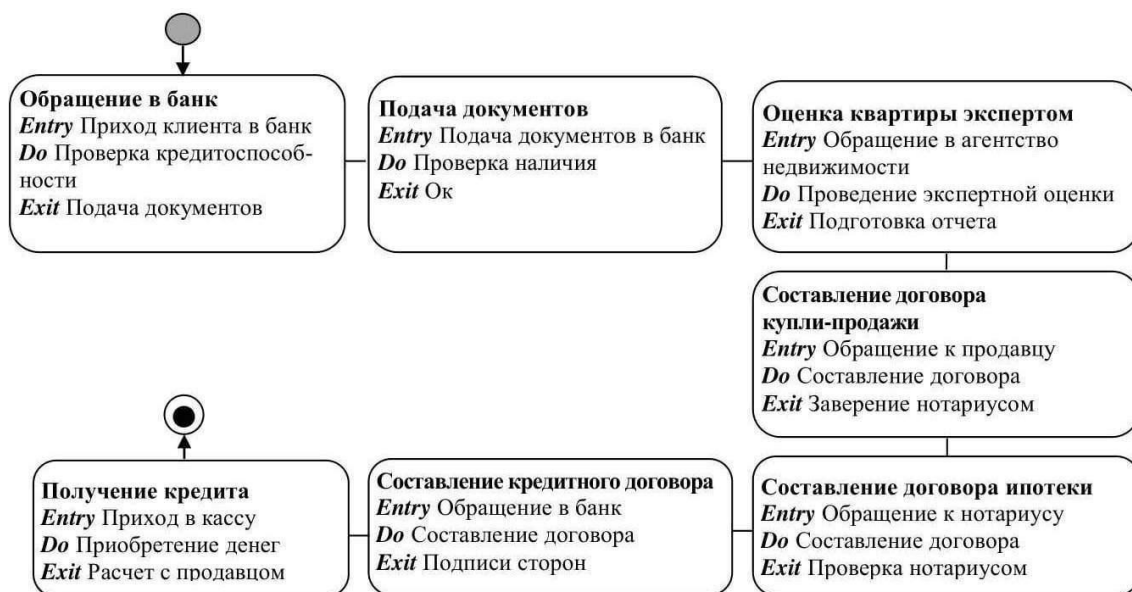 Обращение в банк
Entry Приход клиента в банк
Do Проверка кредитоспособ-
ности
Exit Подача документов
Подача документов
Entry Подача документов в банк
Do Проверка наличия
Exit Ок
Оценка квартиры экспертом
Entry Обращение в агентство
недвижимости
Do Проведение экспертной оценки
Exit Подготовка отчета
Составление договора
купли-продажи
Entry Обращение к продавцу
Do Составление договора
Exit Заверение нотариусом
Составление договора ипотеки
Entry Обращение к нотариусу
Do Составление договора
Exit Проверка нотариусом
Составление кредитного договора
Entry Обращение в банк
Do Составление договора
Exit Подписи сторон
Получение кредита
Entry Приход в кассу
Do Приобретение денег
Exit Расчет с продавцом